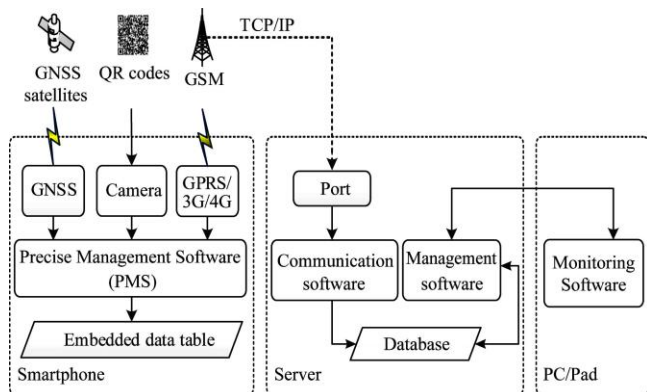 TCP/IP
GNSS
satellites
QR codes
GSM
GNSS
Camera
GPRS/
3G/4G
Port
Precise Management Software
(PMS)
Communication
software
Management
software
Monitoring
Software
Embedded data table
Database
Smartphone
Server
PC/Pad